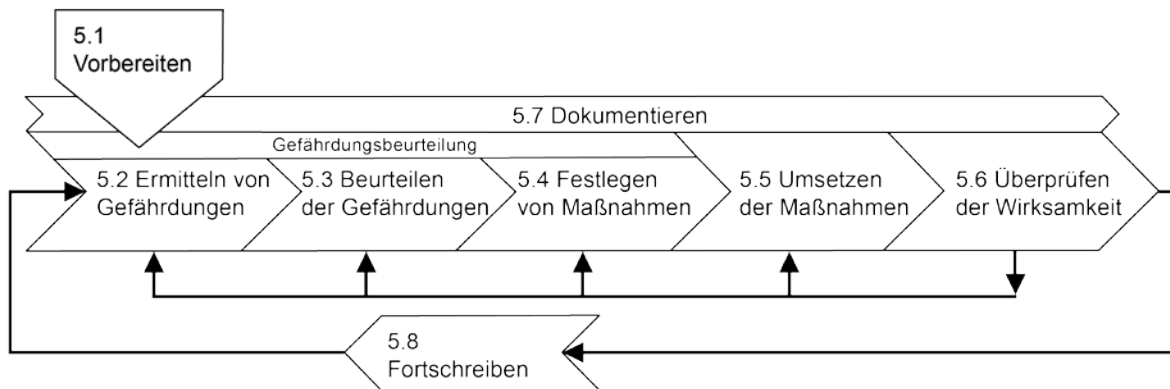 5.1
Vorbereiten
5.7 Dokumentieren
Gefährdungsbeurteilung
5.2 Ermitteln von
Gefährdungen
5.3 Beurteilen
der Gefährdungen
5.4 Festlegen
von Maßnahmen
5.5 Umsetzen
der Maßnahmen
5.6 Überprüfen
der Wirksamkeit
5.8
Fortschreiben